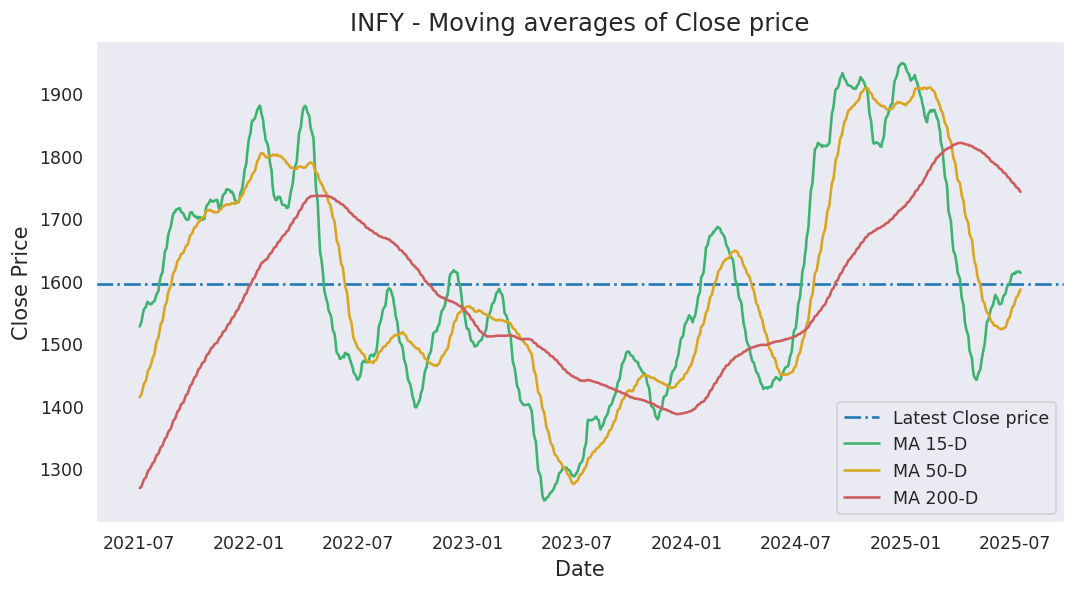 INFY - Moving averages of Close price
Close Price
1900
1800
1700
1600
1500
1400
1300
Latest Close price
MA 15-D
MA 50-D
MA 200-D
2021-07 2022-01 2022-07 2023-01 2023-07 2024-01 2024-07 2025-01 2025-07
Date